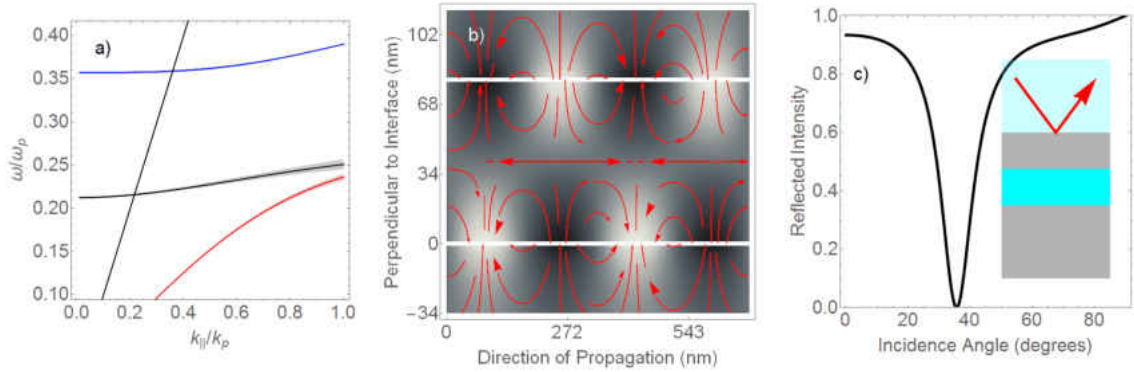 a)
0.40
0.35
0.30
0.25
0.20
0.15
0.10
ω/ωp
0.0 0.2 0.4 0.6 0.8 1.0
k||/kp
b)
102
68
34
0
−34
Perpendicular to Interface (nm)
0 272 543
Direction of Propagation (nm)
c)
1.0
0.8
0.6
0.4
0.2
0.0
Reflected Intensity
0 20 40 60 80
Incidence Angle (degrees)